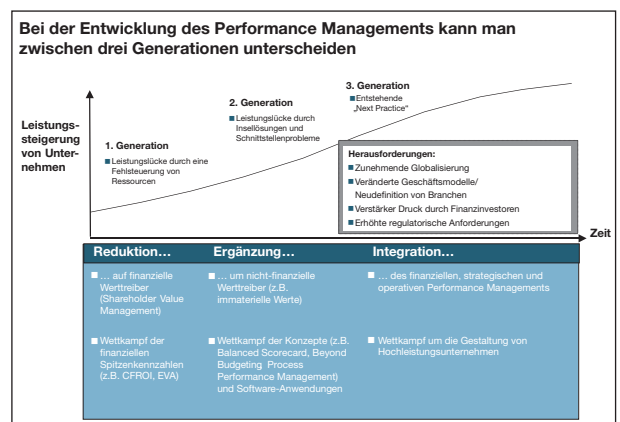 Bei der Entwicklung des Performance Managements kann man
zwischen drei Generationen unterscheiden
Leistungs-
steigerung
von Unter-
nehmen
1. Generation
Leistungslücke durch eine
Fehlsteuerung von
Ressourcen
2. Generation
Leistungslücke durch
Insellösungen und
Schnittstellenprobleme
3. Generation
Entstehende
„Next Practice“
Herausforderungen:
Zunehmende Globalisierung
Veränderte Geschäftsmodelle/
Neudefinition von Branchen
Verstärker Druck durch Finanzinvestoren
Erhöhte regulatorische Anforderungen
Zeit
Reduktion…
… auf finanzielle
Werttreiber
(Shareholder Value
Management)
Wettkampf der
finanziellen
Spitzenkennzahlen
(z.B. CFROI, EVA)
Ergänzung…
… um nicht-finanzielle
Werttreiber (z.B.
immaterielle Werte)
Wettkampf der Konzepte (z.B.
Balanced Scorecard, Beyond
Budgeting Process
Performance Management)
und Software-Anwendungen
Integration…
… des finanziellen, strategischen und
operativen Performance Managements
Wettkampf um die Gestaltung von
Hochleistungsunternehmen